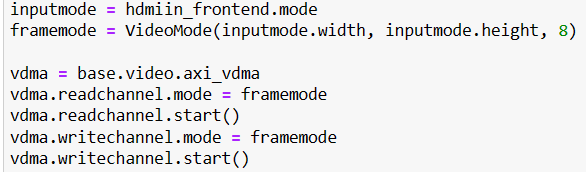 inputmode = hdmiin_frontend.mode
framemode = VideoMode(inputmode.width, inputmode.height, 8)
vdma = base.video.axi_vdma
vdma.readchannel.mode = framemode
vdma.readchannel.start()
vdma.writechannel.mode = framemode
vdma.writechannel.start()